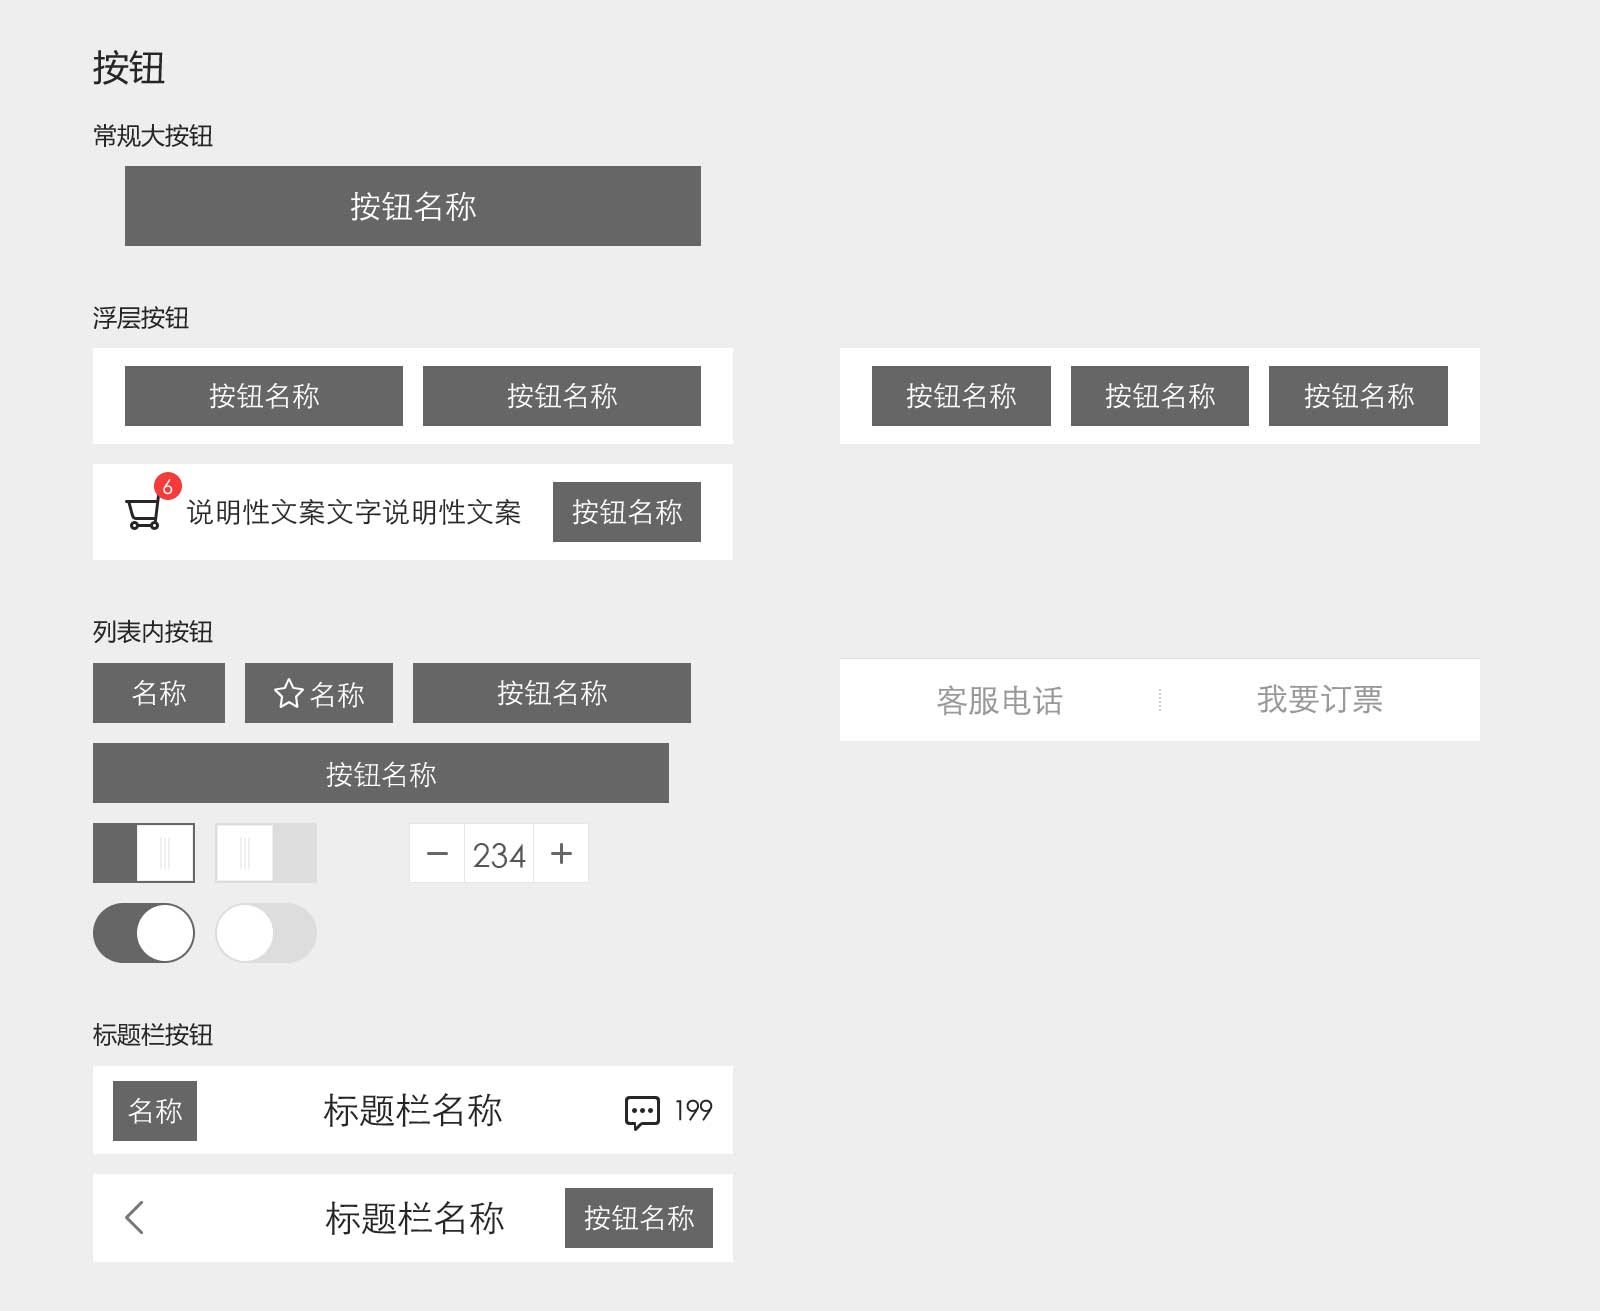 按钮
常规大按钮
按钮名称
浮层按钮
按钮名称 按钮名称
按钮名称 按钮名称 按钮名称
6
说明性文案文字说明性文案 按钮名称
列表内按钮
名称 名称 按钮名称
客服电话 我要订票
按钮名称
− 234 +
标题栏按钮
名称 标题栏名称 199
标题栏名称 按钮名称